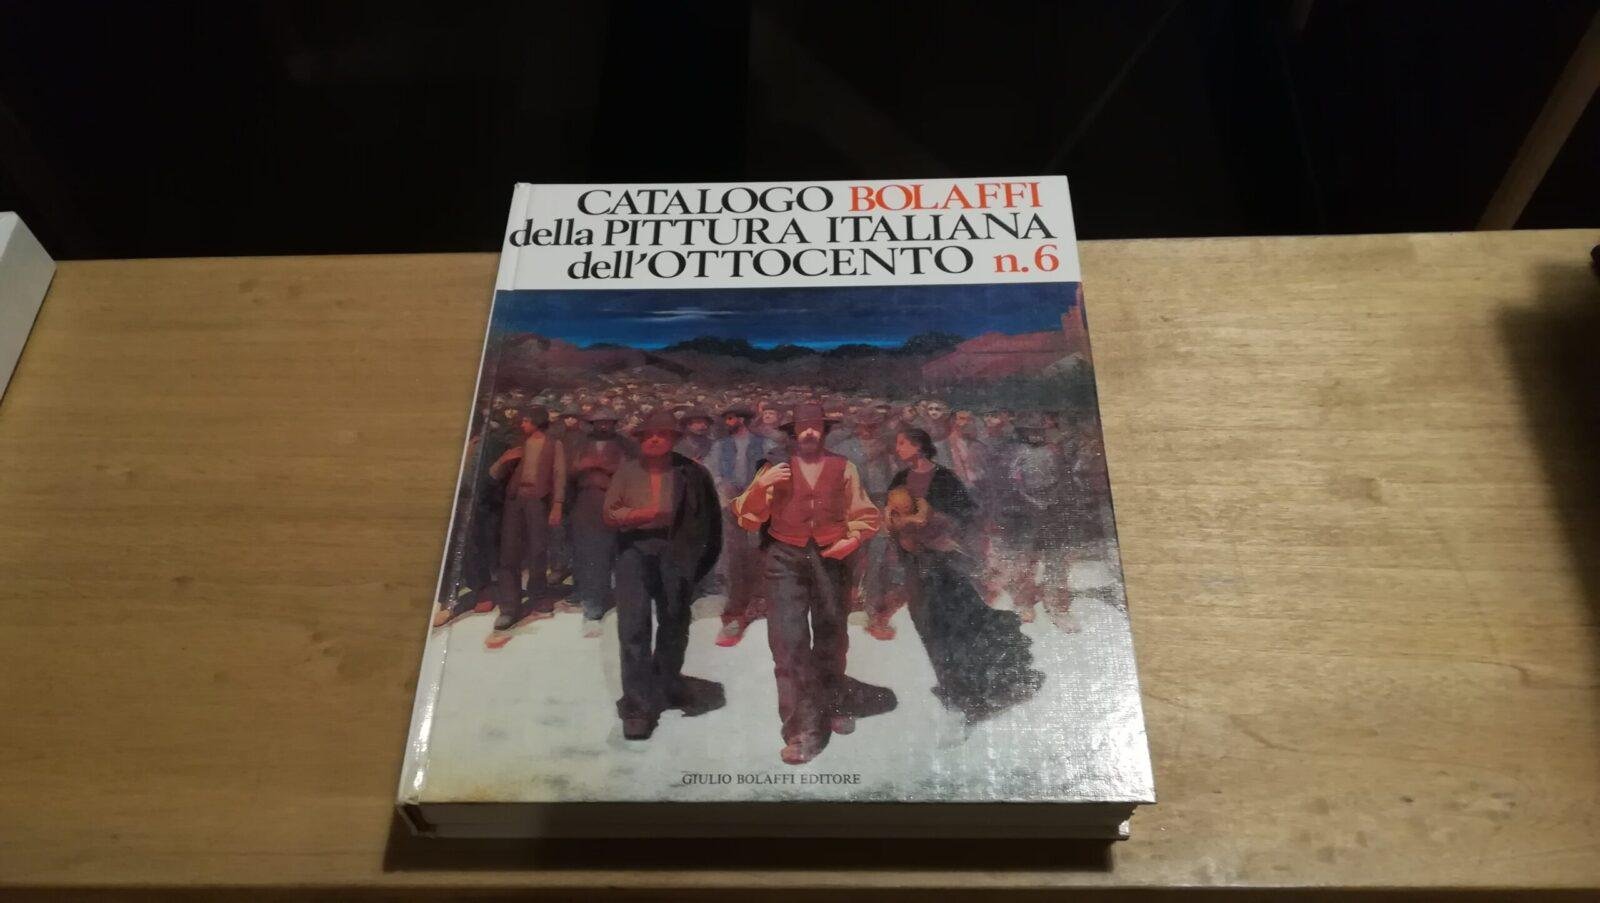 CATALOGO BOLAFFI
della PITTURA ITALIANA
dell'OTTOCENTO n.6
GIULIO BOLAFFI EDITORE